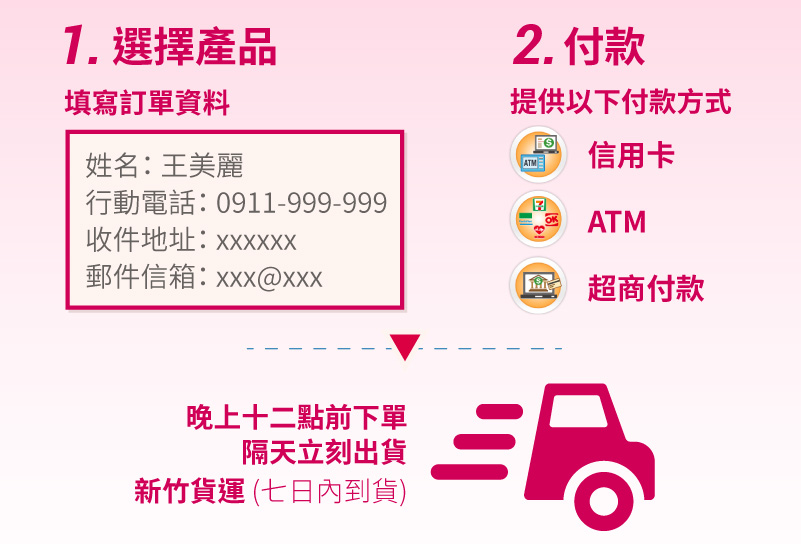 1. 選擇產品
填寫訂單資料
姓名：王美麗
行動電話：0911-999-999
收件地址：xxxxxx
郵件信箱：xxx@xxx
2. 付款
提供以下付款方式
ATM
信用卡
7
OK
ATM
超商付款
晚上十二點前下單
隔天立刻出貨
新竹貨運 (七日內到貨)